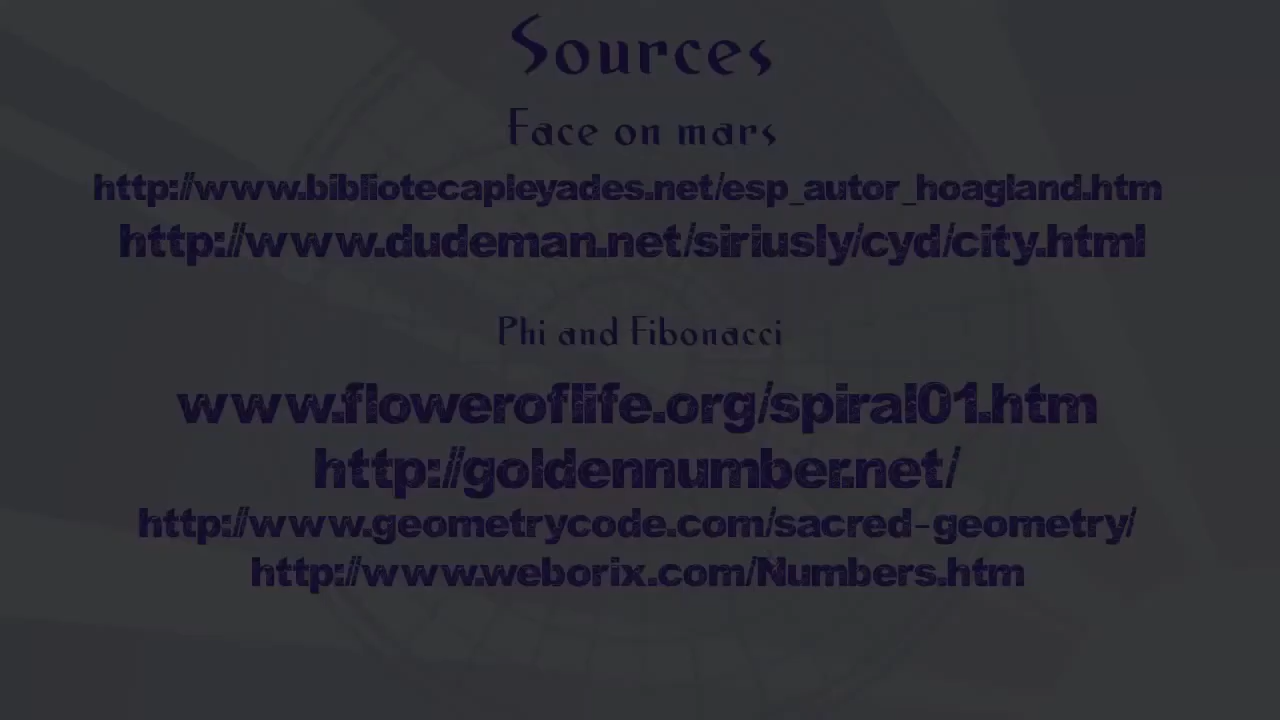 Sources
Face on mars
http://www.bibliotecapleyades.net/esp_autor_hoagland.htm
http://www.dudeman.net/siriusly/cyd/city.html
Phi and Fibonacci
www.floweroflife.org/spiral01.htm
http://goldennumber.net/
http://www.geometrycode.com/sacred-geometry/
http://www.weborix.com/Numbers.htm